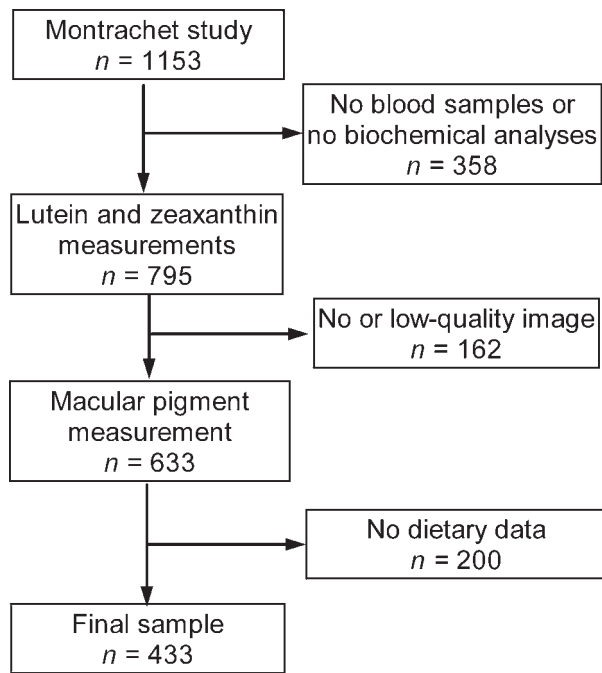 Montrachet study
n = 1153
No blood samples or
no biochemical analyses
n = 358
Lutein and zeaxanthin
measurements
n = 795
No or low-quality image
n = 162
Macular pigment
measurement
n = 633
No dietary data
n = 200
Final sample
n = 433